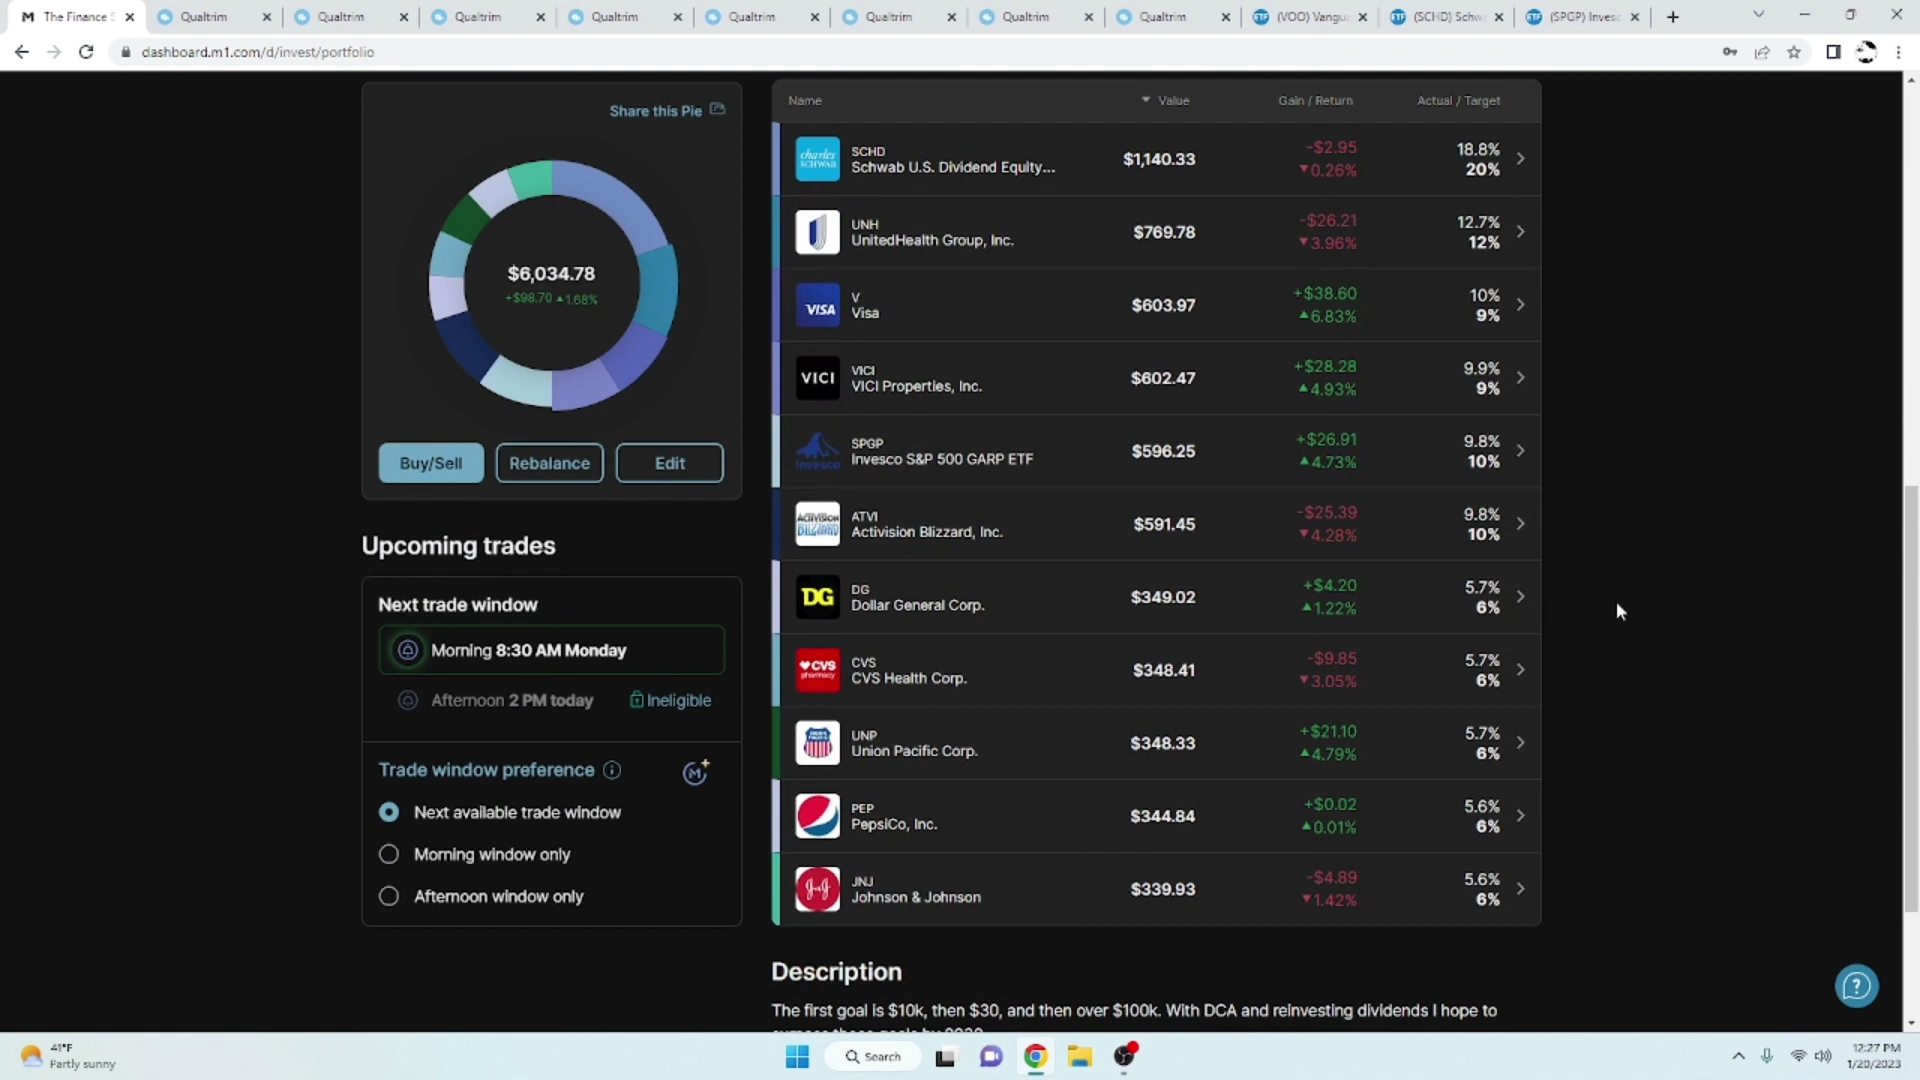 The Finance S
Qualtrim
Qualtrim
Qualtrim
Qualtrim
Qualtrim
Qualtrim
Qualtrim
Qualtrim
(VOO) Vangu
(SCHD) Schw
(SPGP) Invesc
dashboard.m1.com/d/invest/portfolio
Share this Pie
$6,034.78
+$98.70 ▲1.68%
Buy/Sell
Rebalance
Edit
Upcoming trades
Next trade window
Morning 8:30 AM Monday
Afternoon 2 PM today
Ineligible
Trade window preference
Next available trade window
Morning window only
Afternoon window only
Name ▼ Value Gain / Return Actual / Target
charles SCHWAB
SCHD
Schwab U.S. Dividend Equity...
$1,140.33
-$2.95
▼0.26%
18.8%
20%
UNH
UnitedHealth Group, Inc.
$769.78
-$26.21
▼3.96%
12.7%
12%
VISA
V
Visa
$603.97
+$38.60
▲6.83%
10%
9%
VICI
VICI
VICI Properties, Inc.
$602.47
+$28.28
▲4.93%
9.9%
9%
Invesco
SPGP
Invesco S&P 500 GARP ETF
$596.25
+$26.91
▲4.73%
9.8%
10%
ACTIVISION BLIZZARD
ATVI
Activision Blizzard, Inc.
$591.45
-$25.39
▼4.28%
9.8%
10%
DG
DG
Dollar General Corp.
$349.02
+$4.20
▲1.22%
5.7%
6%
CVS pharmacy
CVS
CVS Health Corp.
$348.41
-$9.85
▼3.05%
5.7%
6%
UNP
Union Pacific Corp.
$348.33
+$21.10
▲4.79%
5.7%
6%
PEP
PepsiCo, Inc.
$344.84
+$0.02
▲0.01%
5.6%
6%
J&J
JNJ
Johnson & Johnson
$339.93
-$4.89
▼1.42%
5.6%
6%
Description
The first goal is $10k, then $30, and then over $100k. With DCA and reinvesting dividends I hope to
41°F
Partly sunny
Search
12:27 PM
1/20/2023